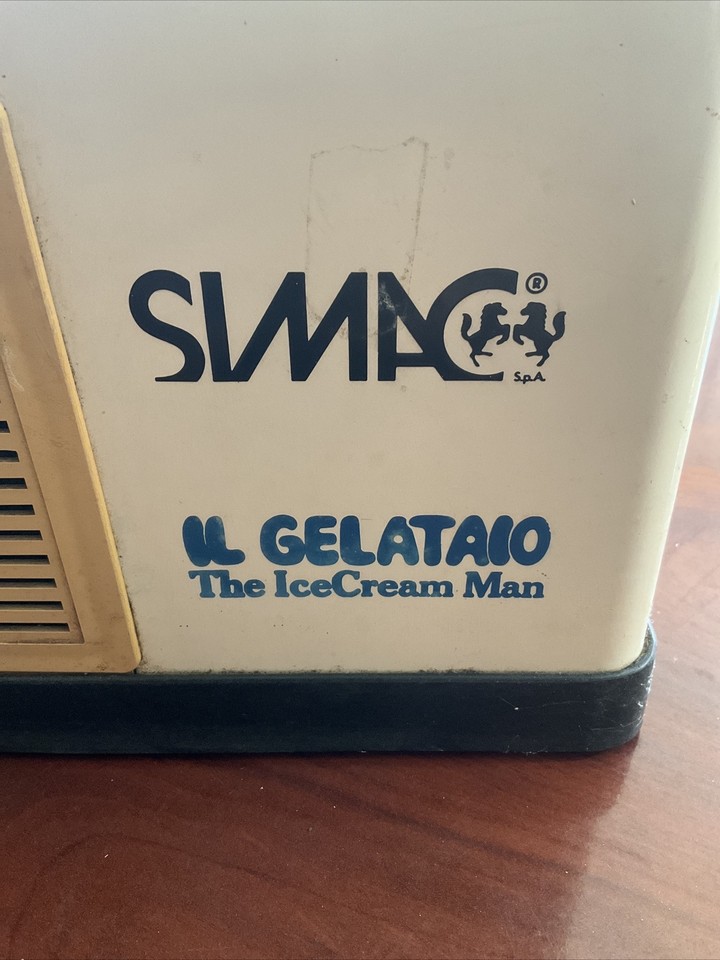 SIMAC®
S.p.A.
IL GELATAIO
The IceCream Man